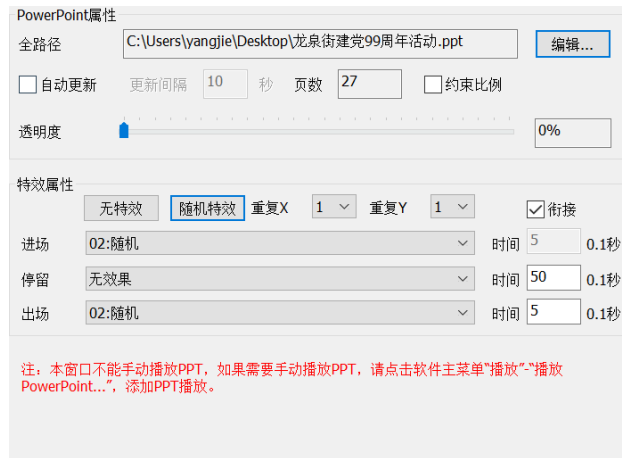 PowerPoint属性
全路径 C:\Users\yangjie\Desktop\龙泉街建党99周年活动.ppt 编辑...
自动更新 更新间隔 10 秒 页数 27 约束比例
透明度 0%
特效属性
无特效 随机特效 重复X 1 重复Y 1 衔接
进场 02:随机 时间 5 0.1秒
停留 无效果 时间 50 0.1秒
出场 02:随机 时间 5 0.1秒
注：本窗口不能手动播放PPT，如果需要手动播放PPT，请点击软件主菜单“播放”-“播放
PowerPoint...”，添加PPT播放。